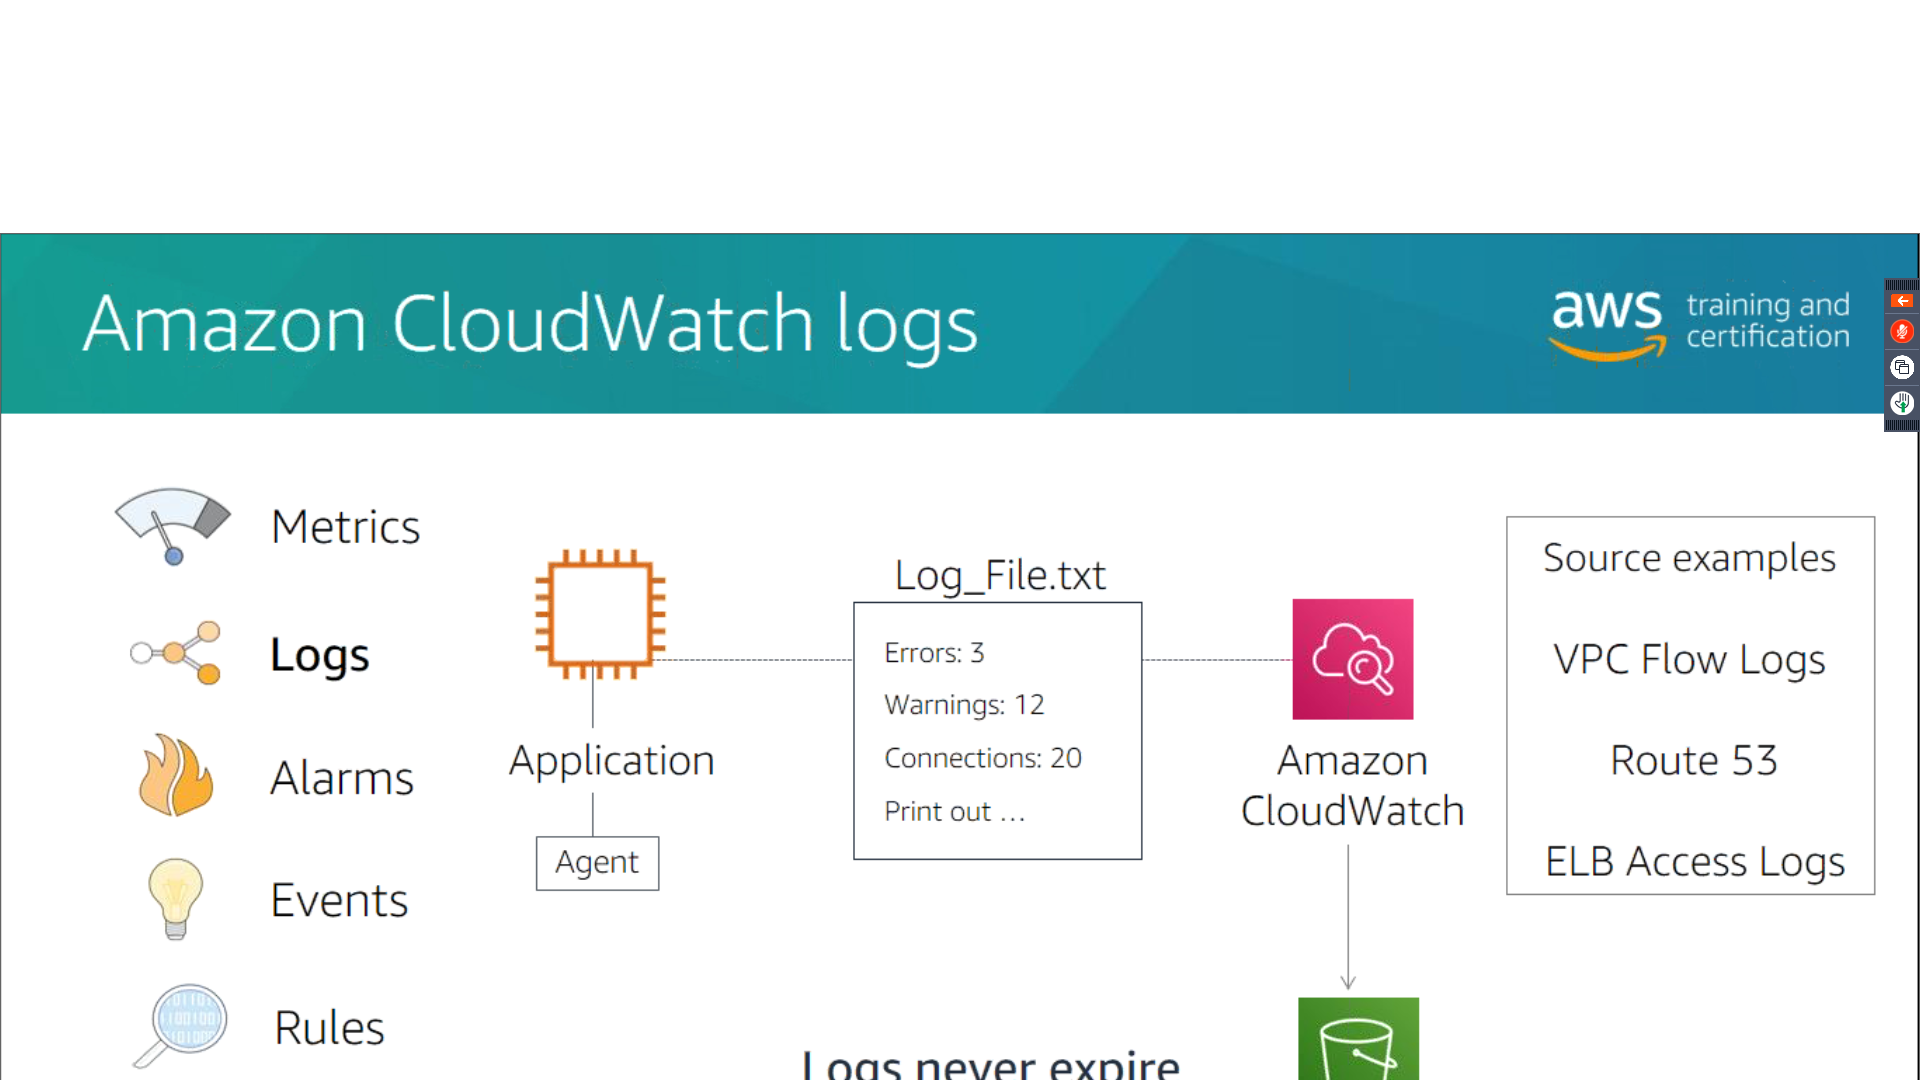 Amazon CloudWatch logs
aws training and
certification
Metrics
Logs
Alarms
Events
Rules
Application
Agent
Log_File.txt
Errors: 3
Warnings: 12
Connections: 20
Print out ...
Amazon
CloudWatch
Source examples
VPC Flow Logs
Route 53
ELB Access Logs
Logs never expire